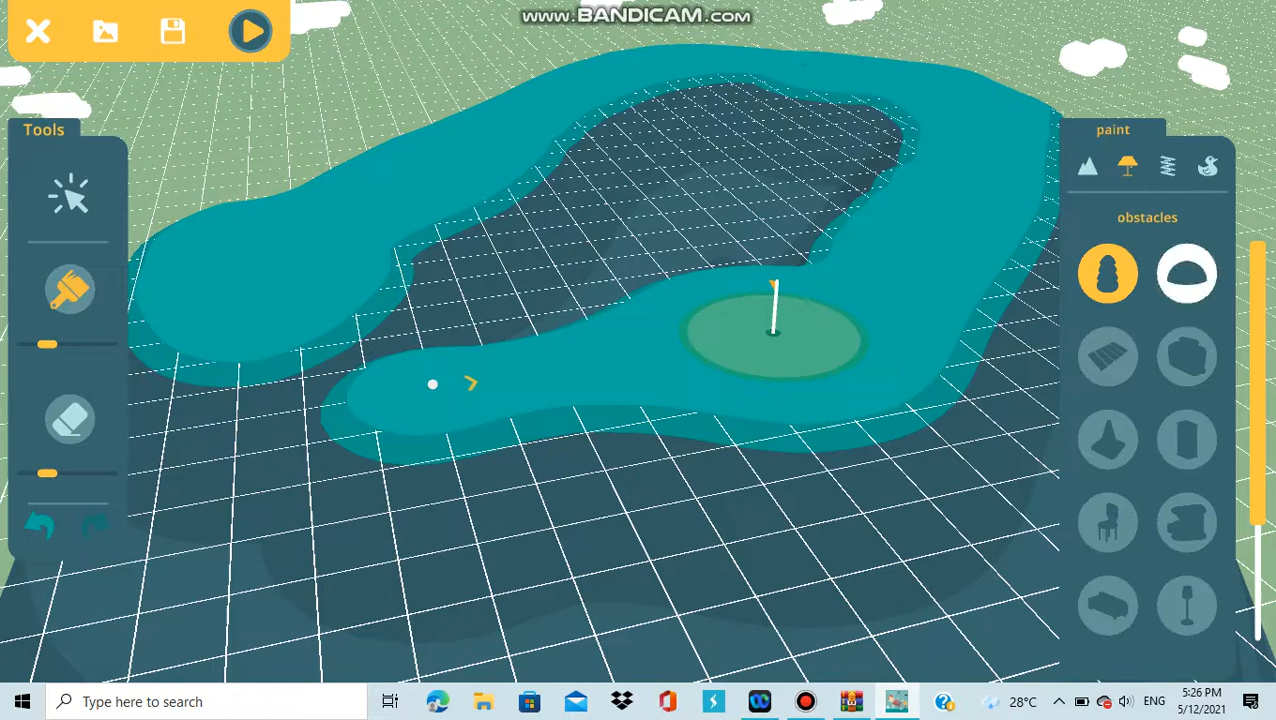 www.BANDICAM.com
Tools
paint
obstacles
Type here to search
28°C
ENG
5:26 PM
5/12/2021